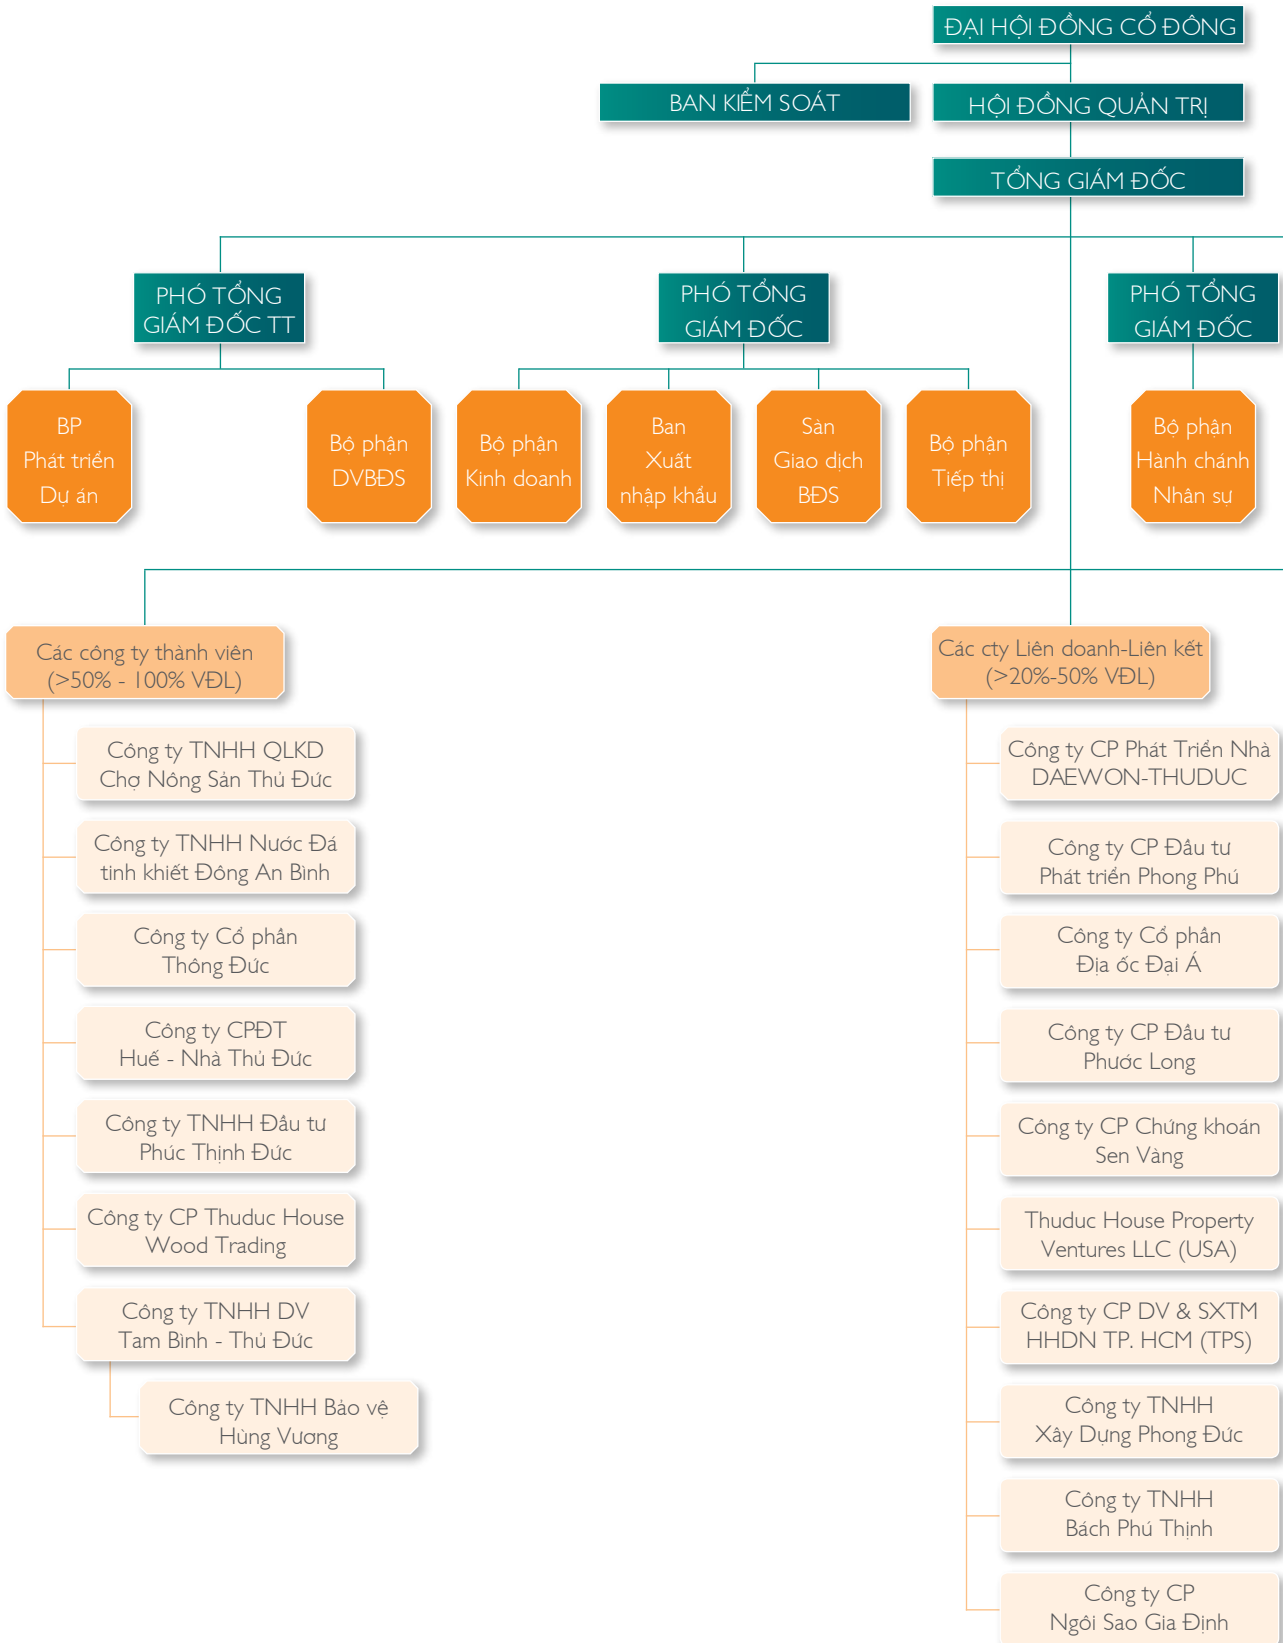 ĐẠI HỘI ĐỒNG CỔ ĐÔNG
BAN KIỂM SOÁT
HỘI ĐỒNG QUẢN TRỊ
TỔNG GIÁM ĐỐC
PHÓ TỔNG
GIÁM ĐỐC TT
PHÓ TỔNG
GIÁM ĐỐC
PHÓ TỔNG
GIÁM ĐỐC
BP
Phát triển
Dự án
Bộ phận
DVBĐS
Bộ phận
Kinh doanh
Ban
Xuất
nhập khẩu
Sàn
Giao dịch
BĐS
Bộ phận
Tiếp thị
Bộ phận
Hành chánh
Nhân sự
Các công ty thành viên
(>50% - 100% VĐL)
Công ty TNHH QLKD
Chợ Nông Sản Thủ Đức
Công ty TNHH Nước Đá
tinh khiết Đông An Bình
Công ty Cổ phần
Thông Đức
Công ty CPĐT
Huế - Nhà Thủ Đức
Công ty TNHH Đầu tư
Phúc Thịnh Đức
Công ty CP Thuduc House
Wood Trading
Công ty TNHH DV
Tam Bình - Thủ Đức
Công ty TNHH Bảo vệ
Hùng Vương
Các cty Liên doanh-Liên kết
(>20%-50% VĐL)
Công ty CP Phát Triển Nhà
DAEWON-THUDUC
Công ty CP Đầu tư
Phát triển Phong Phú
Công ty Cổ phần
Địa ốc Đại Á
Công ty CP Đầu tư
Phước Long
Công ty CP Chứng khoán
Sen Vàng
Thuduc House Property
Ventures LLC (USA)
Công ty CP DV & SXTM
HHDN TP. HCM (TPS)
Công ty TNHH
Xây Dựng Phong Đức
Công ty TNHH
Bách Phú Thịnh
Công ty CP
Ngôi Sao Gia Định